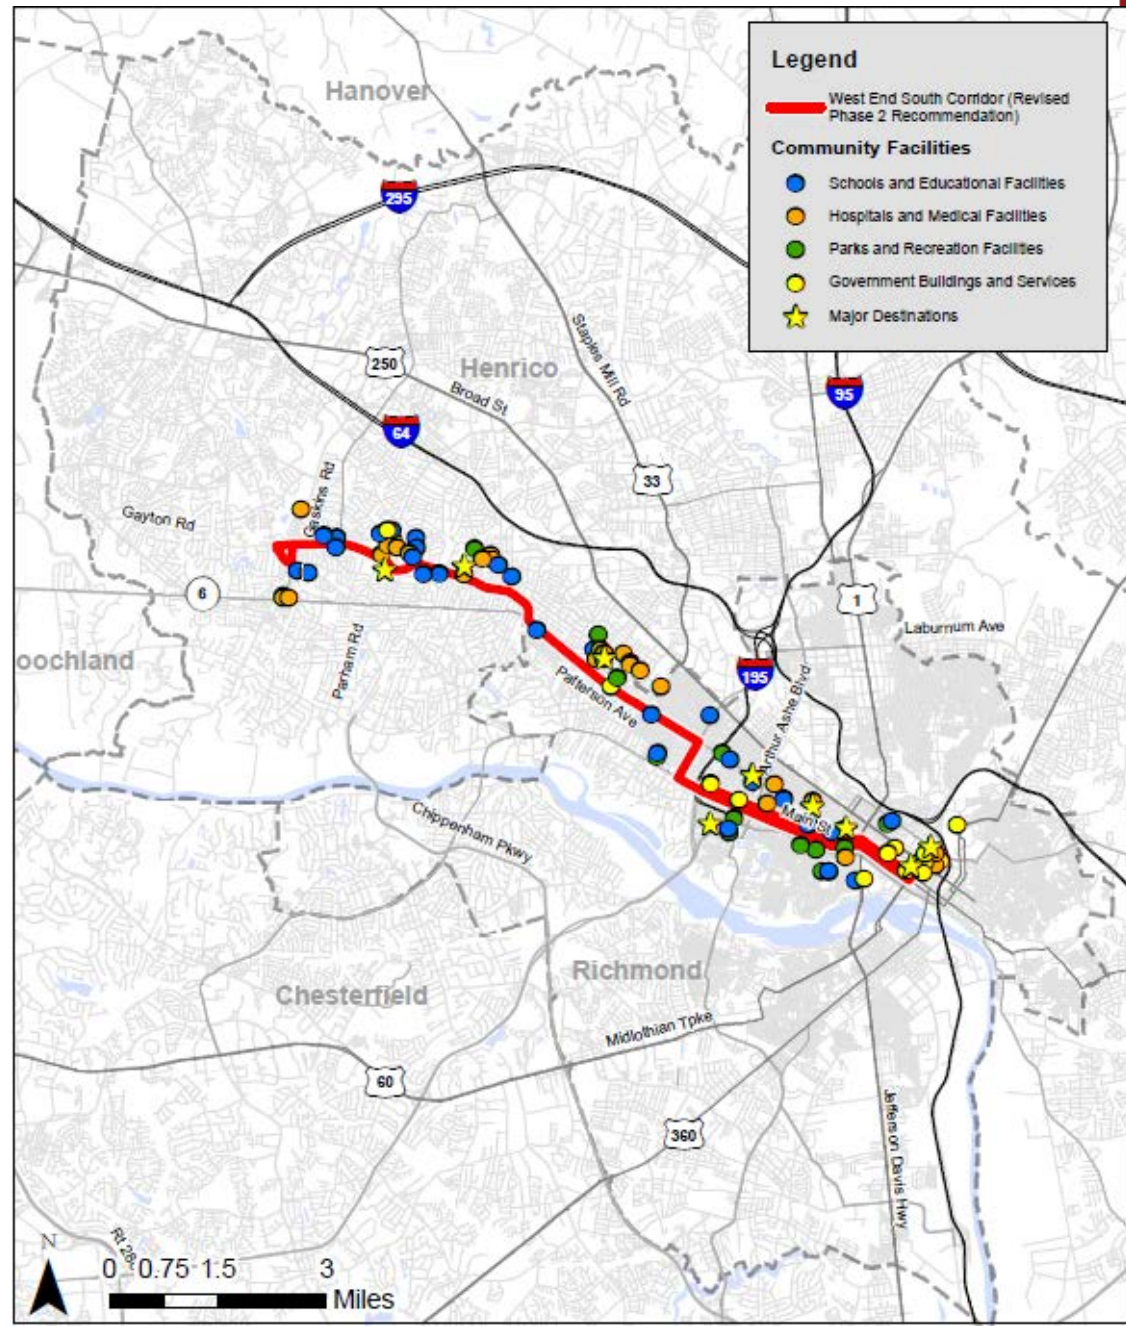 Legend
West End South Corridor (Revised
Phase 2 Recommendation)
Community Facilities
Schools and Educational Facilities
Hospitals and Medical Facilities
Parks and Recreation Facilities
Government Buildings and Services
Major Destinations
Hanover
295
Staples Mill Rd
250
Henrico
Broad St
95
64
33
Gaskins Rd
Gayton Rd
6
1
Laburnum Ave
oochland
Parham Rd
195
Patterson Ave
Arthur Ashe Blvd
Main St
Chippenham Pkwy
Richmond
Chesterfield
Midlothian Tpke
60
360
Jefferson Davis Hwy
N
0 0.75 1.5 3
Miles